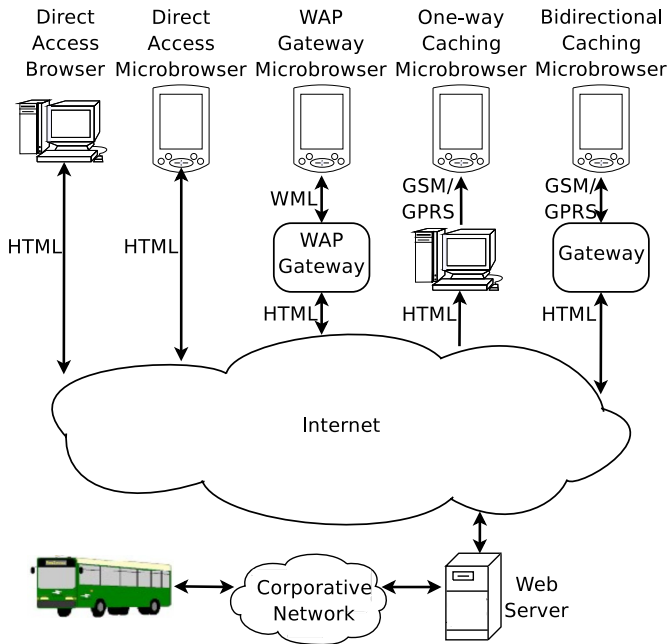 Direct
Access
Browser
Direct
Access
Microbrowser
WAP
Gateway
Microbrowser
One-way
Caching
Microbrowser
Bidirectional
Caching
Microbrowser
WML
GSM/
GPRS
GSM/
GPRS
HTML
HTML
WAP
Gateway
Gateway
HTML
HTML
HTML
Internet
Corporative
Network
Web
Server